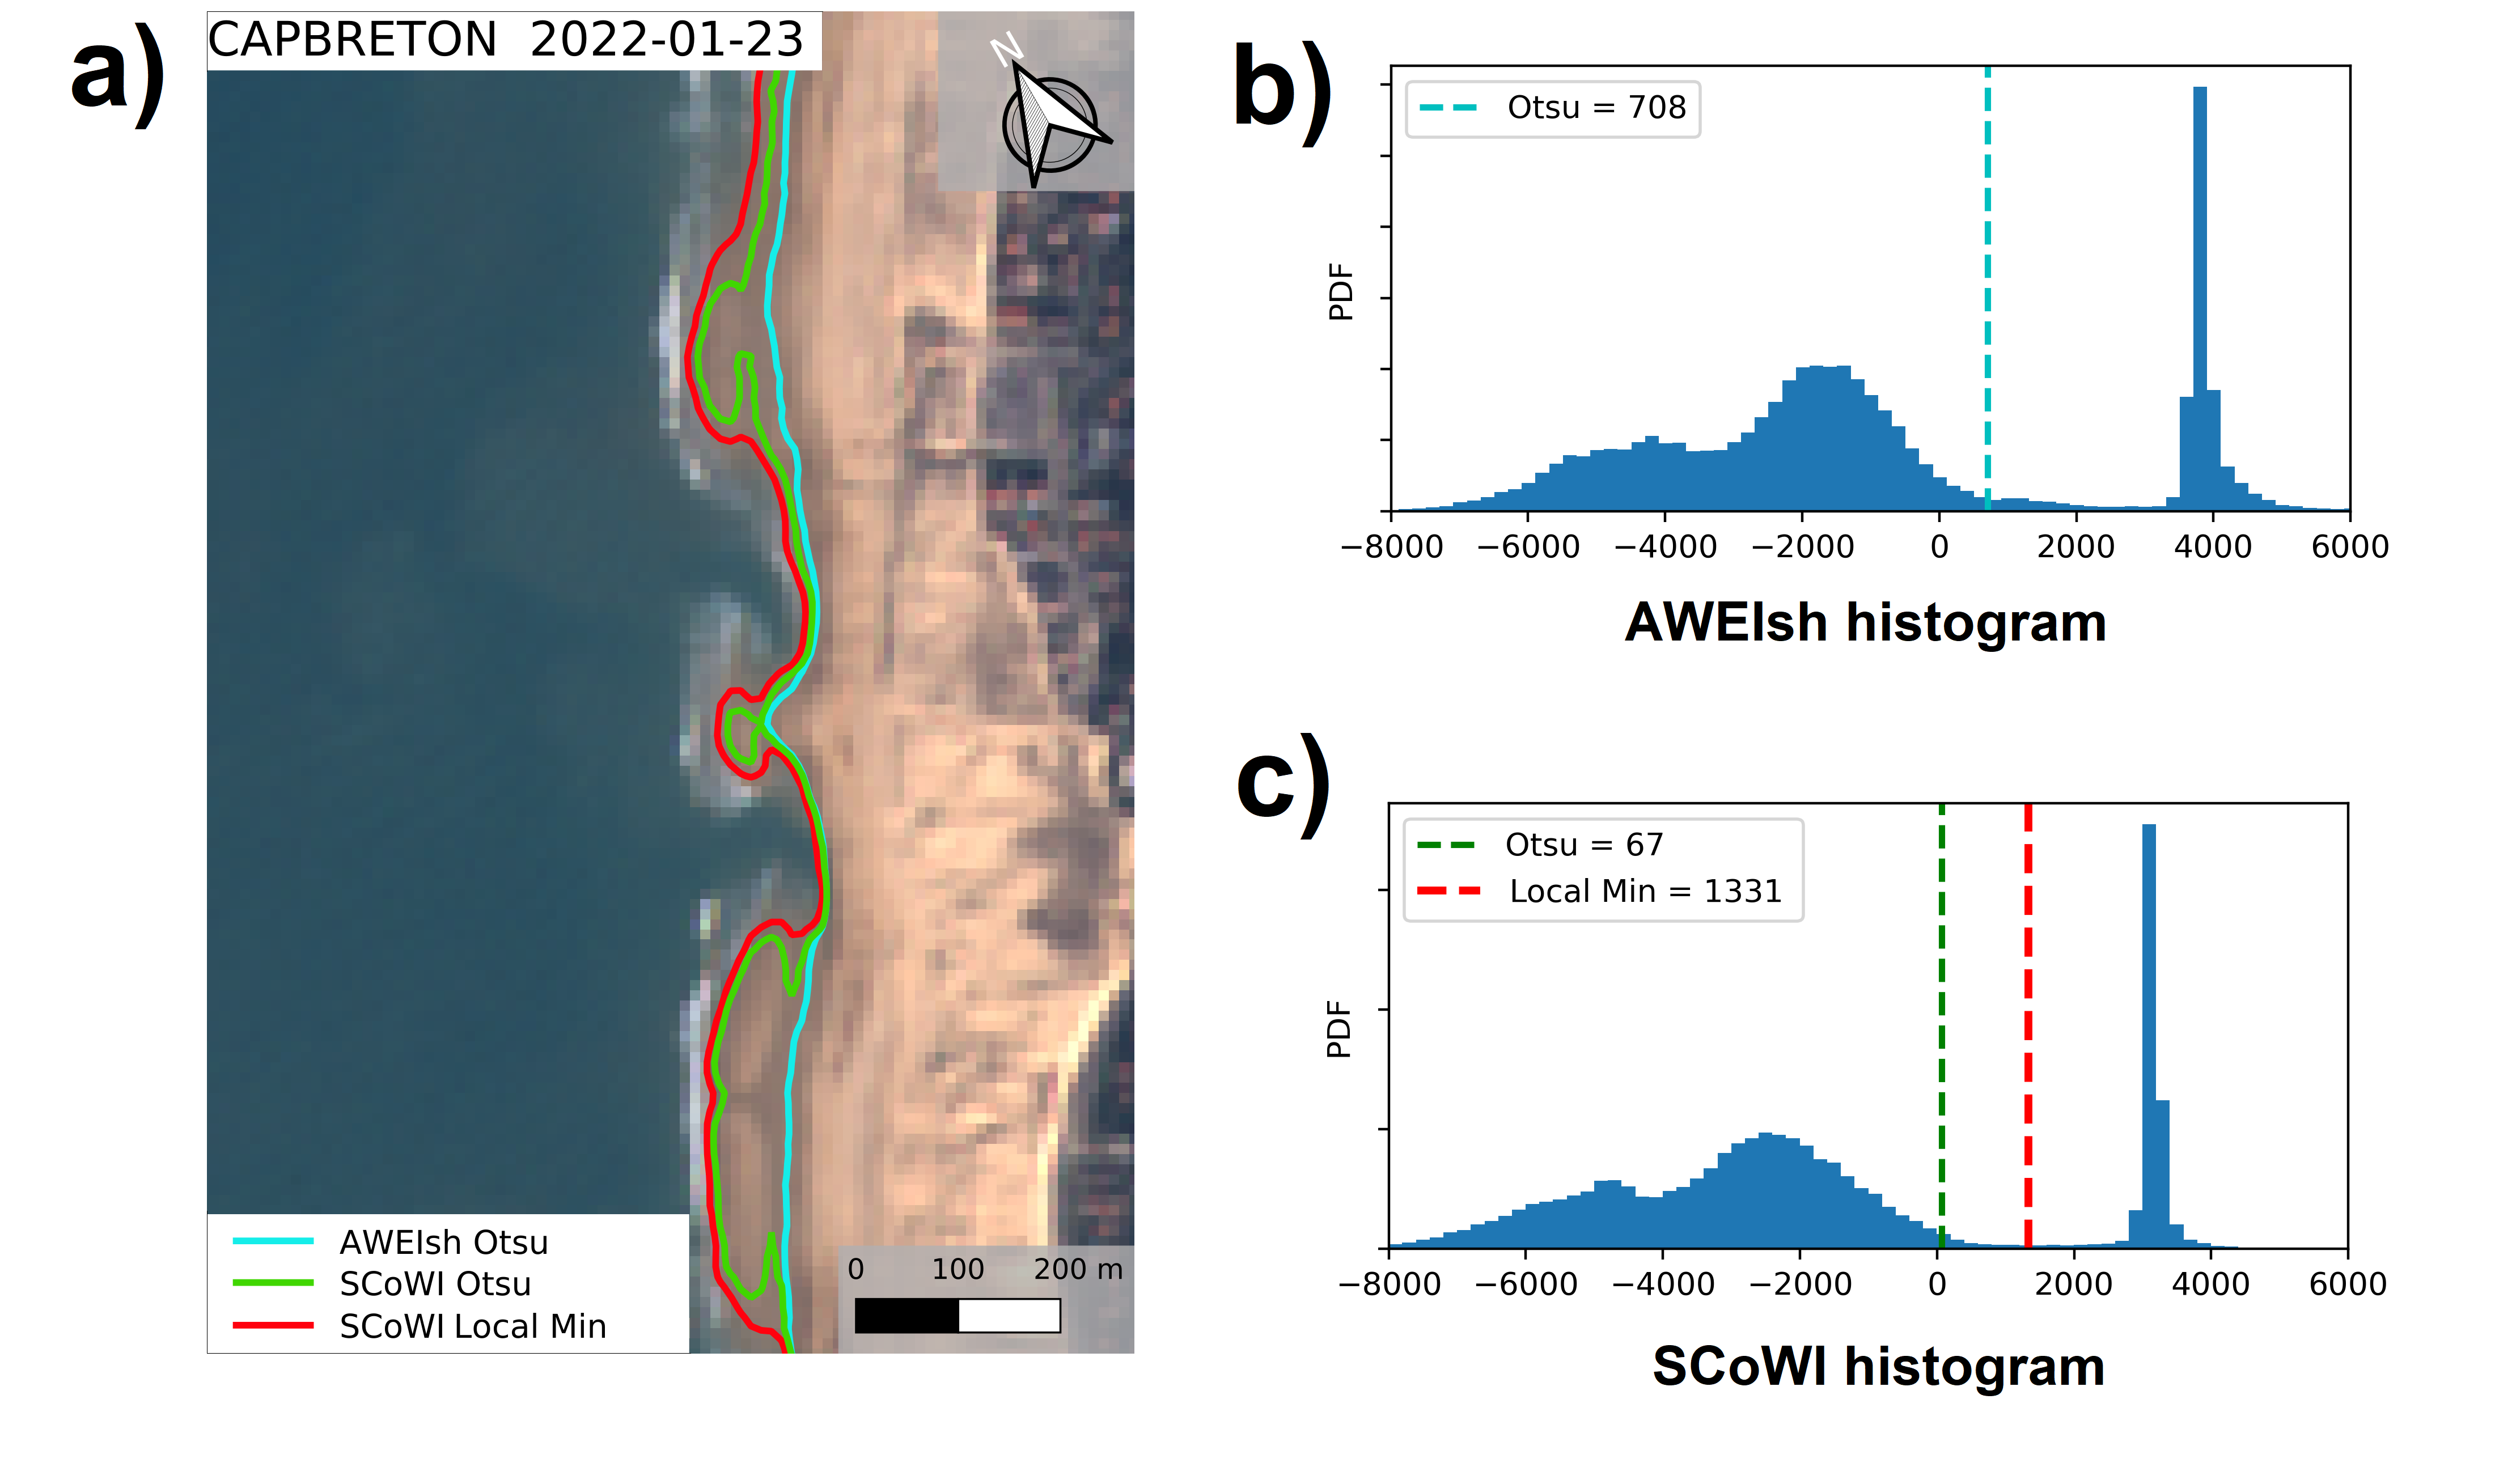 a)
CAPBRETON 2022-01-23
N
AWEIsh Otsu
SCoWI Otsu
SCoWI Local Min
0 100 200 m
b)
Otsu = 708
PDF
−8000 −6000 −4000 −2000 0 2000 4000 6000
AWEIsh histogram
c)
Otsu = 67
Local Min = 1331
PDF
−8000 −6000 −4000 −2000 0 2000 4000 6000
SCoWI histogram